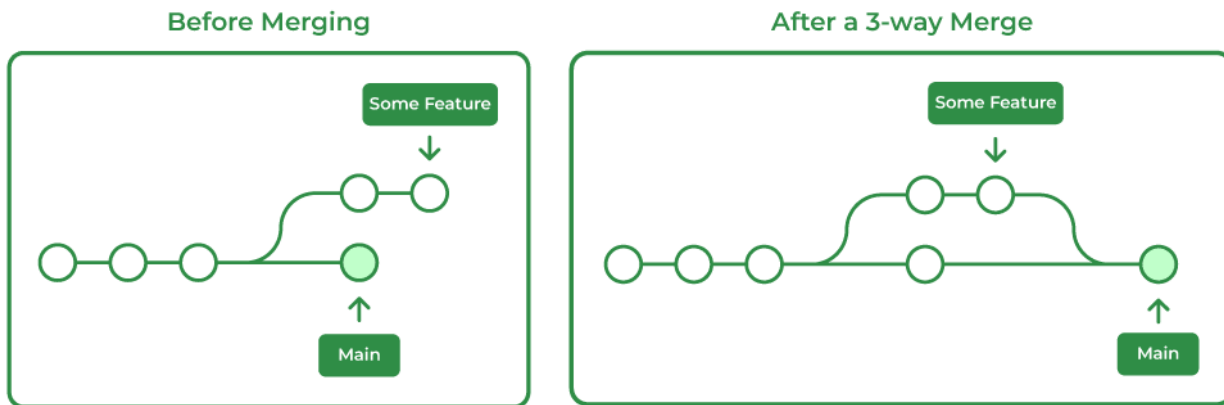 Before Merging
Some Feature
Main
After a 3-way Merge
Some Feature
Main